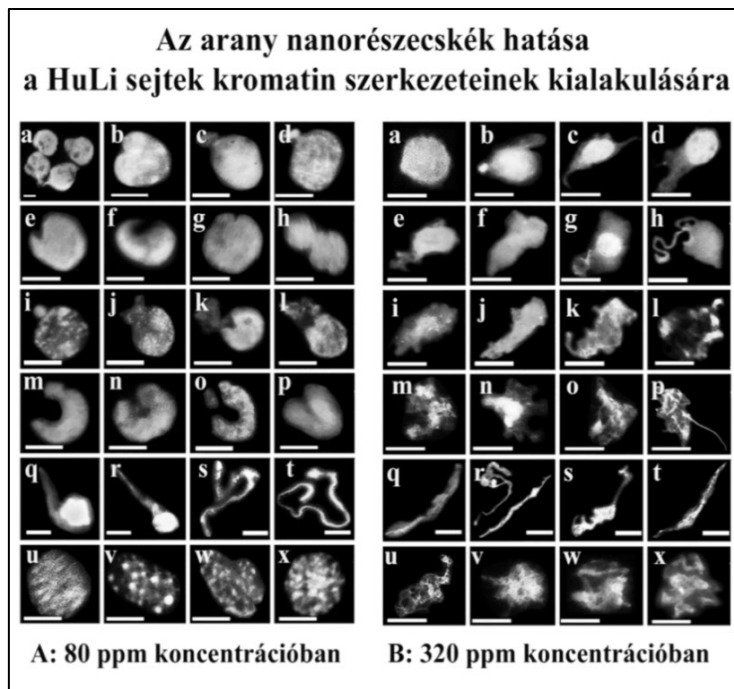 Az arany nanorészecskék hatása
a HuLi sejtek kromatin szerkezeteinek kialakulására
a b c d
e f g h
i j k l
m n o p
q r s t
u v w x
A: 80 ppm koncentrációban
a b c d
e f g h
i j k l
m n o p
q r s t
u v w x
B: 320 ppm koncentrációban